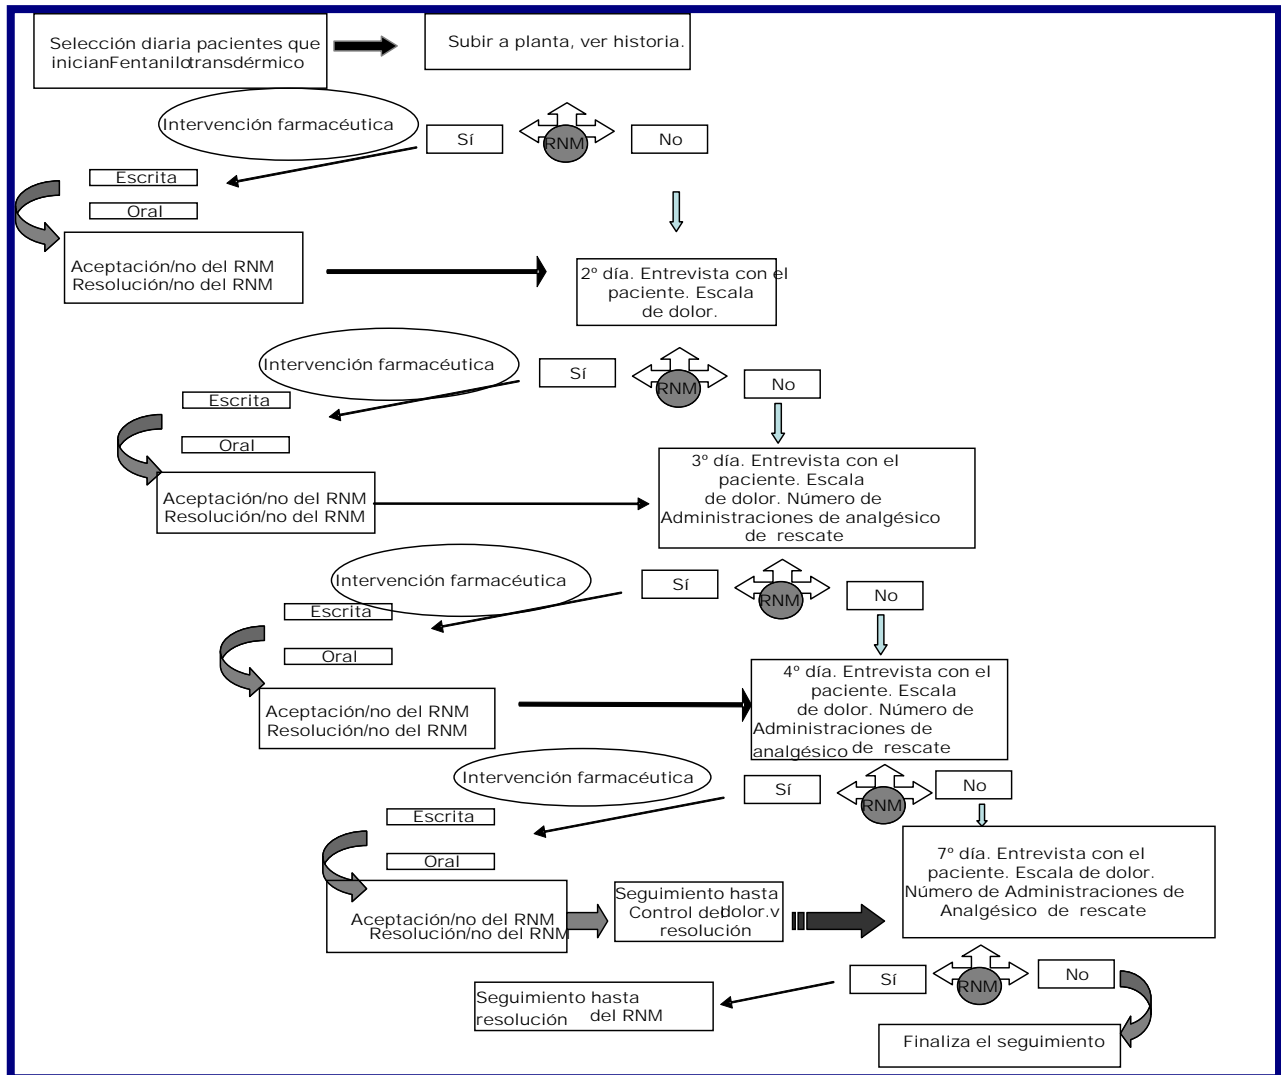 Selección diaria pacientes que
inicianFentanilotransdérmico
Subir a planta, ver historia.
Intervención farmacéutica
Sí
RNM
No
Escrita
Oral
Aceptación/no del RNM
Resolución/no del RNM
2º día. Entrevista con el
paciente. Escala
de dolor.
Intervención farmacéutica
Sí
RNM
No
Escrita
Oral
Aceptación/no del RNM
Resolución/no del RNM
3º día. Entrevista con el
paciente. Escala
de dolor. Número de
Administraciones de analgésico
de rescate
Intervención farmacéutica
Sí
RNM
No
Escrita
Oral
Aceptación/no del RNM
Resolución/no del RNM
4º día. Entrevista con el
paciente. Escala
de dolor. Número de
Administraciones de
analgésico de rescate
Intervención farmacéutica
Sí
RNM
No
Escrita
Oral
Aceptación/no del RNM
Resolución/no del RNM
Seguimiento hasta
Control del dolor.y
resolución
7º día. Entrevista con el
paciente. Escala de dolor.
Número de Administraciones de
Analgésico de rescate
Sí
RNM
No
Seguimiento hasta
resolución del RNM
Finaliza el seguimiento